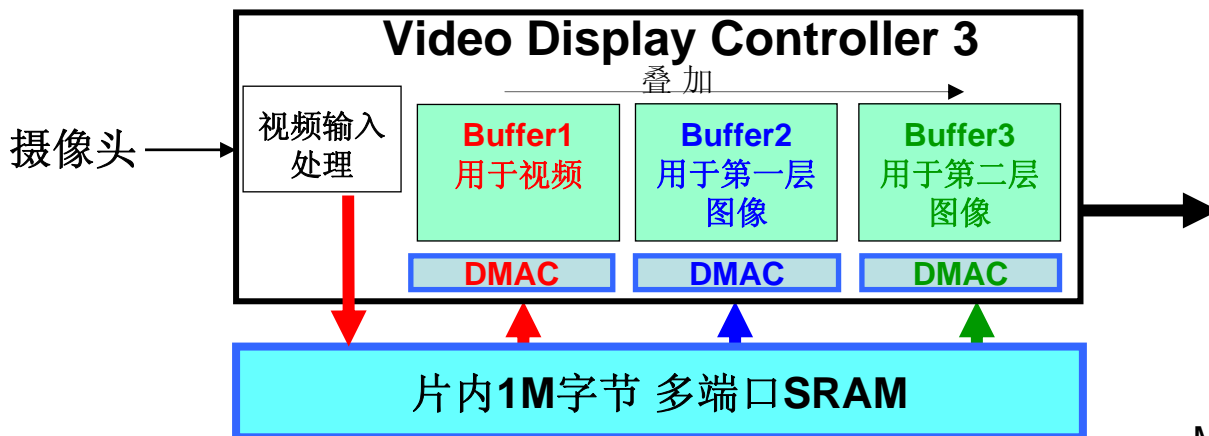 Video Display Controller 3
叠 加
摄像头
视频输入
处理
Buffer1
用于视频
Buffer2
用于第一层
图像
Buffer3
用于第二层
图像
DMAC
DMAC
DMAC
片内1M字节 多端口SRAM